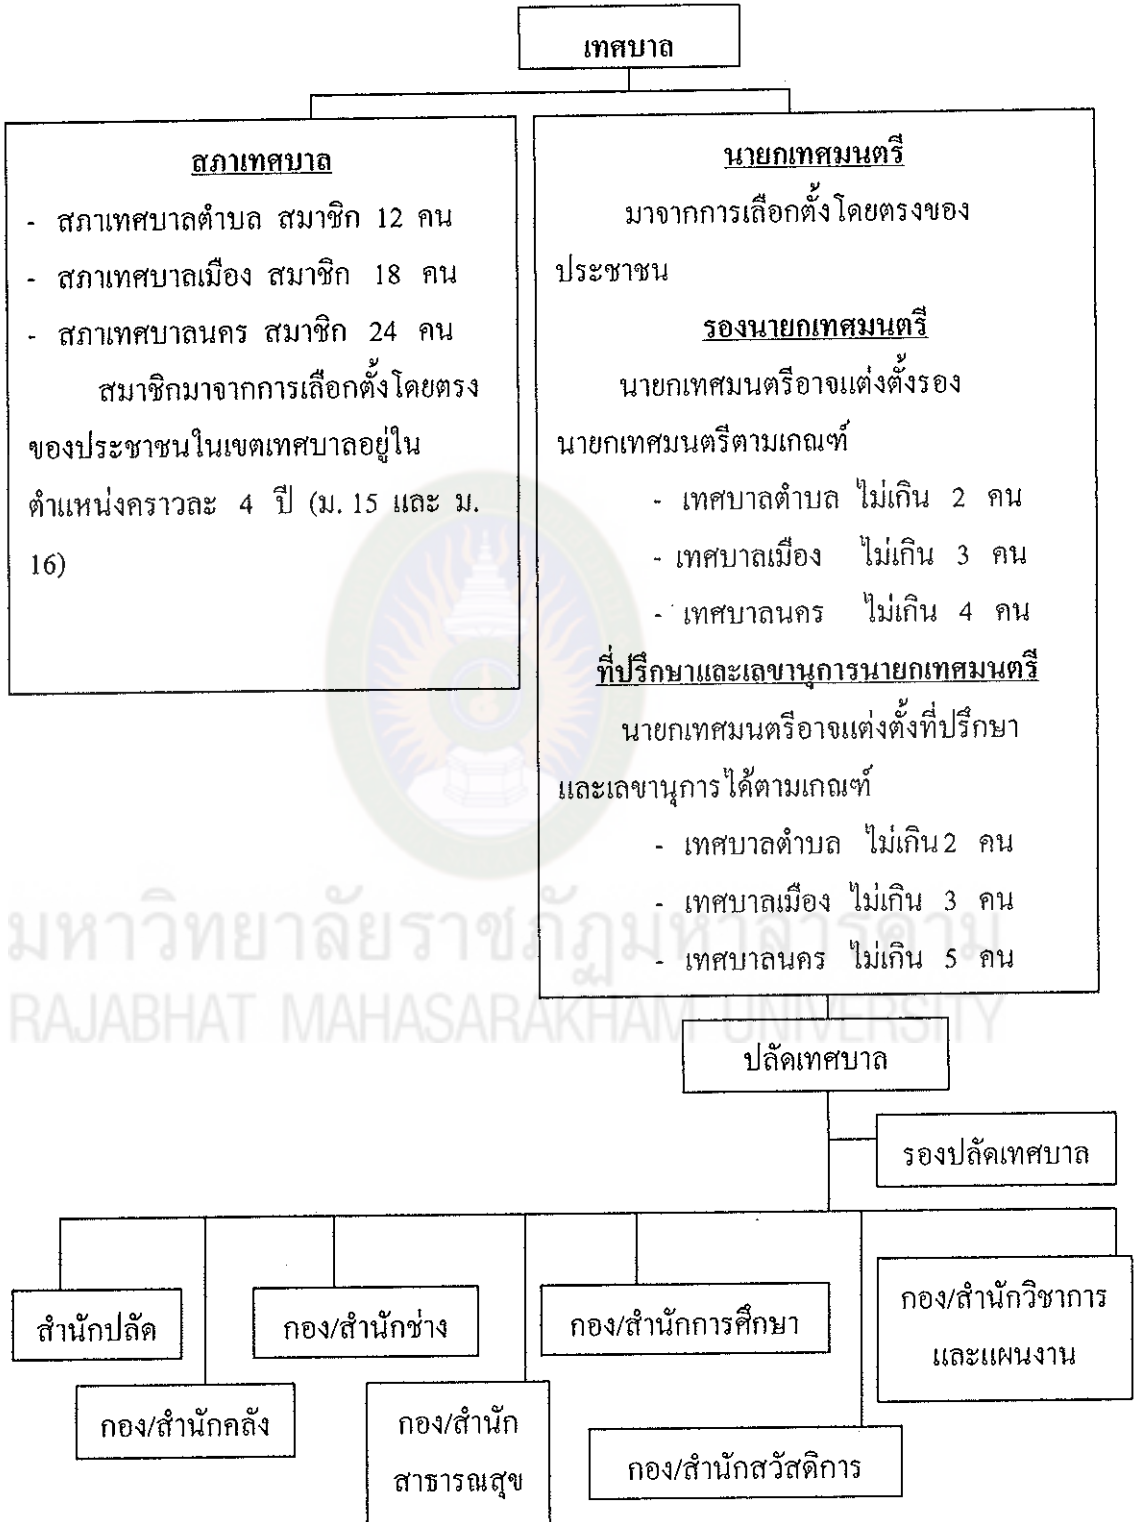 เทศบาล
สภาเทศบาล
- สภาเทศบาลตำบล สมาชิก 12 คน
- สภาเทศบาลเมือง สมาชิก 18 คน
- สภาเทศบาลนคร สมาชิก 24 คน
สมาชิกมาจากการเลือกตั้งโดยตรง
ของประชาชนในเขตเทศบาลอยู่ใน
ตำแหน่งคราวละ 4 ปี (ม. 15 และ ม.
16)
นายกเทศมนตรี
มาจากการเลือกตั้งโดยตรงของ
ประชาชน
รองนายกเทศมนตรี
นายกเทศมนตรีอาจแต่งตั้งรอง
นายกเทศมนตรีตามเกณฑ์
- เทศบาลตำบล ไม่เกิน 2 คน
- เทศบาลเมือง ไม่เกิน 3 คน
- เทศบาลนคร ไม่เกิน 4 คน
ที่ปรึกษาและเลขานุการนายกเทศมนตรี
นายกเทศมนตรีอาจแต่งตั้งที่ปรึกษา
และเลขานุการได้ตามเกณฑ์
- เทศบาลตำบล ไม่เกิน 2 คน
- เทศบาลเมือง ไม่เกิน 3 คน
- เทศบาลนคร ไม่เกิน 5 คน
มหาวิทยาลัยราชภัฏมหาสารคาม
RAJABHAT MAHASARAKHAM UNIVERSITY
ปลัดเทศบาล
รองปลัดเทศบาล
สำนักปลัด
กอง/สำนักช่าง
กอง/สำนักการศึกษา
กอง/สำนักวิชาการ
และแผนงาน
กอง/สำนักคลัง
กอง/สำนัก
สาธารณสุข
กอง/สำนักสวัสดิการ